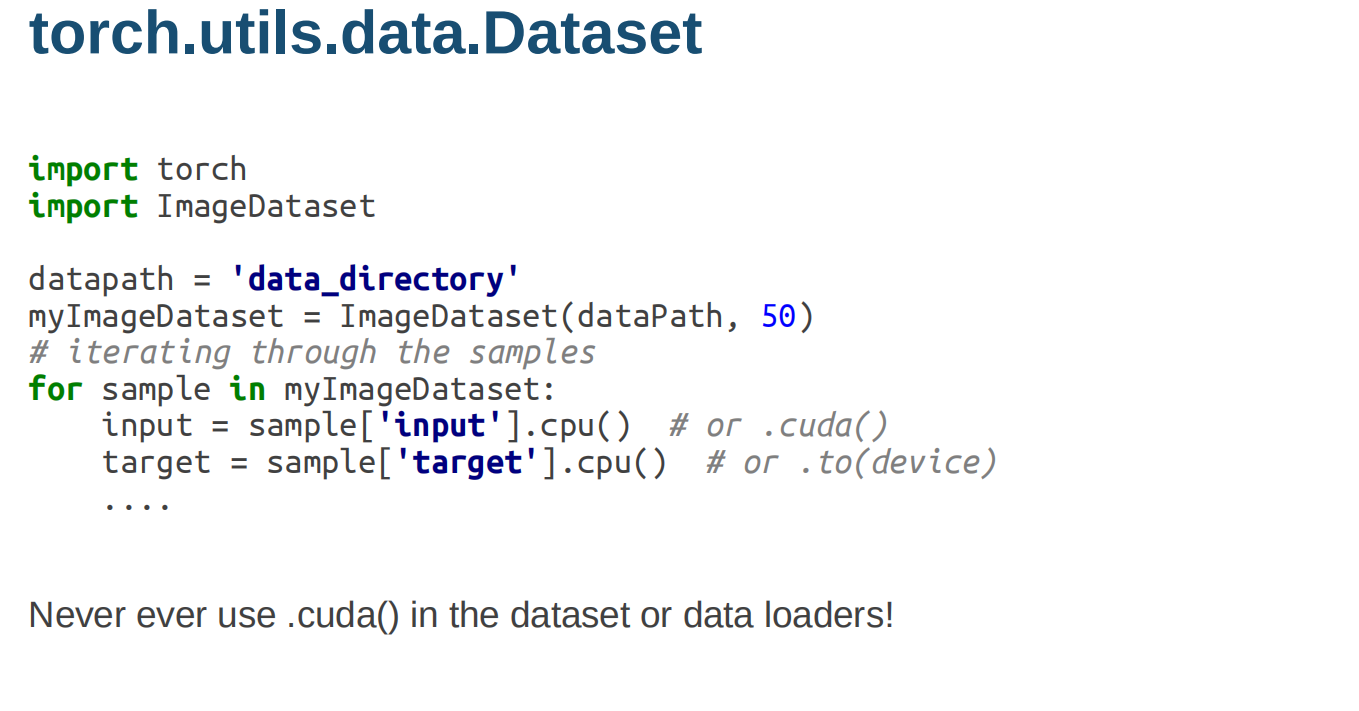 torch.utils.data.Dataset
import torch
import ImageDataset
datapath = 'data_directory'
myImageDataset = ImageDataset(dataPath, 50)
# iterating through the samples
for sample in myImageDataset:
    input = sample['input'].cpu()  # or .cuda()
    target = sample['target'].cpu()  # or .to(device)
    ....
Never ever use .cuda() in the dataset or data loaders!